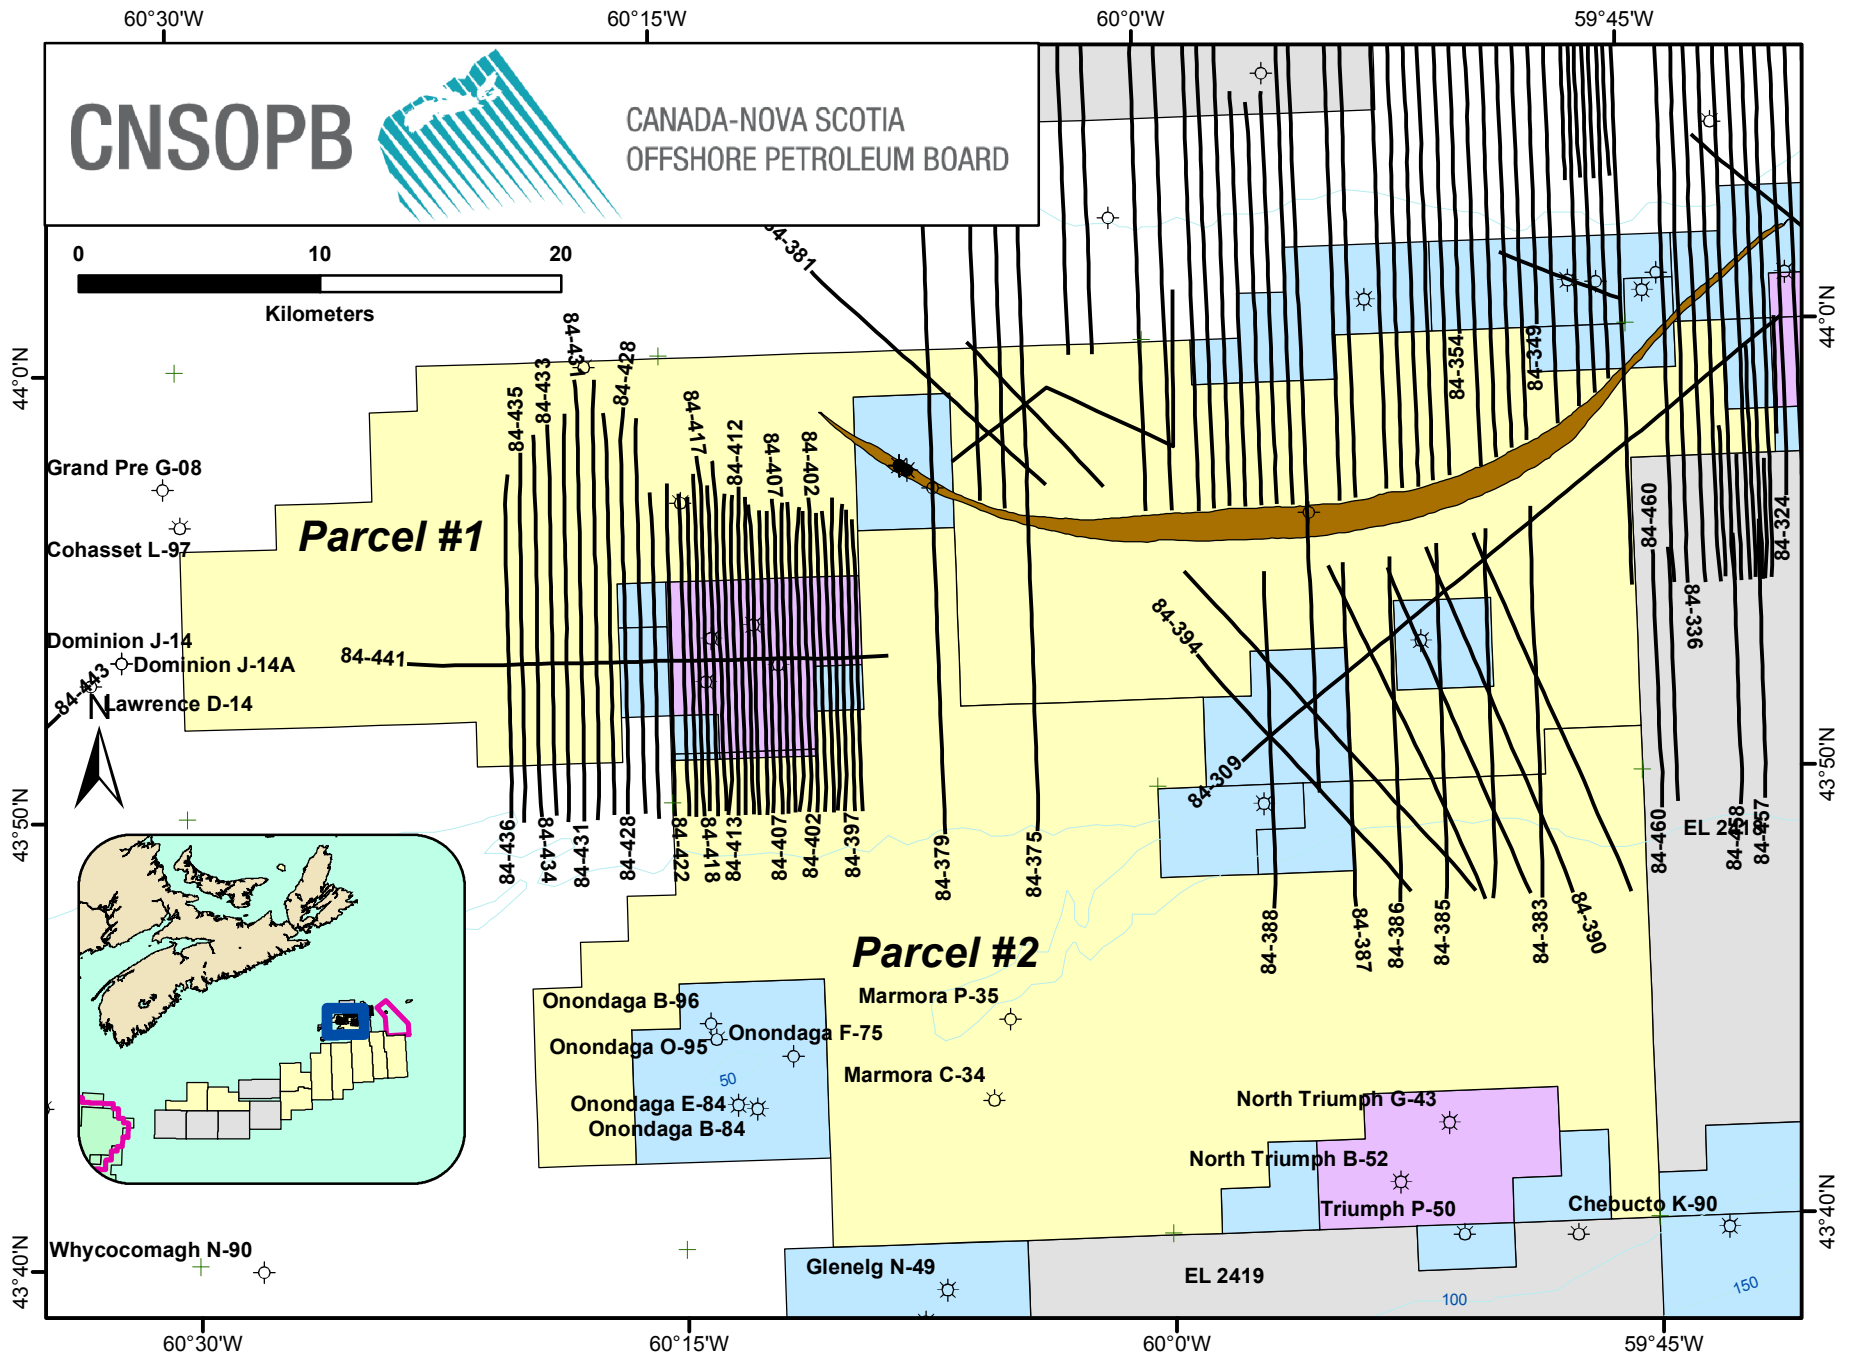 60°30'W
60°15'W
60°0'W
59°45'W
CNSOPB
CANADA-NOVA SCOTIA
OFFSHORE PETROLEUM BOARD
84-381
0
10
20
Kilometers
44°0'N
44°0'N
84-435
84-433
84-431
84-428
84-417
84-412
84-407
84-402
84-354
84-349
84-460
84-336
84-324
Grand Pre G-08
Parcel #1
Cohasset L-97
Dominion J-14
Dominion J-14A
84-441
84-443
N
Lawrence D-14
84-394
84-309
43°50'N
43°50'N
84-436
84-434
84-431
84-428
84-422
84-418
84-413
84-407
84-402
84-397
84-379
84-375
84-388
84-387
84-386
84-385
84-383
84-390
84-460
EL 2418
84-458
84-457
Parcel #2
Onondaga B-96
Marmora P-35
Onondaga F-75
Onondaga O-95
50
Marmora C-34
Onondaga E-84
Onondaga B-84
North Triumph G-43
North Triumph B-52
Triumph P-50
Chebucto K-90
43°40'N
43°40'N
Whycocomagh N-90
Glenelg N-49
EL 2419
100
150
60°30'W
60°15'W
60°0'W
59°45'W